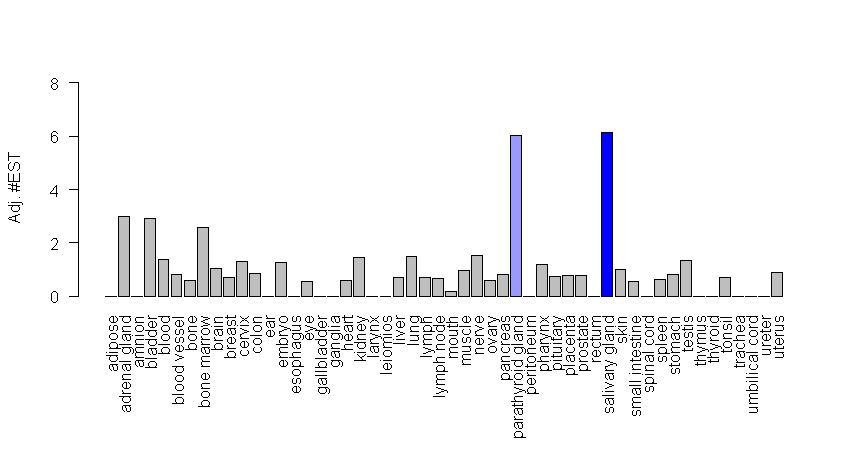 Adj. #EST
8
6
4
2
0
adipose
adrenal gland
amnion
bladder
blood
blood vessel
bone
bone marrow
brain
breast
cervix
colon
ear
embryo
esophagus
eye
gallbladder
ganglia
heart
kidney
larynx
leiomios
liver
lung
lymph
lymph node
mouth
muscle
nerve
ovary
pancreas
parathyroid gland
peritoneum
pharynx
pituitary
placenta
prostate
rectum
salivary gland
skin
small intestine
spinal cord
spleen
stomach
testis
thymus
thyroid
tonsil
trachea
umbilical cord
ureter
uterus